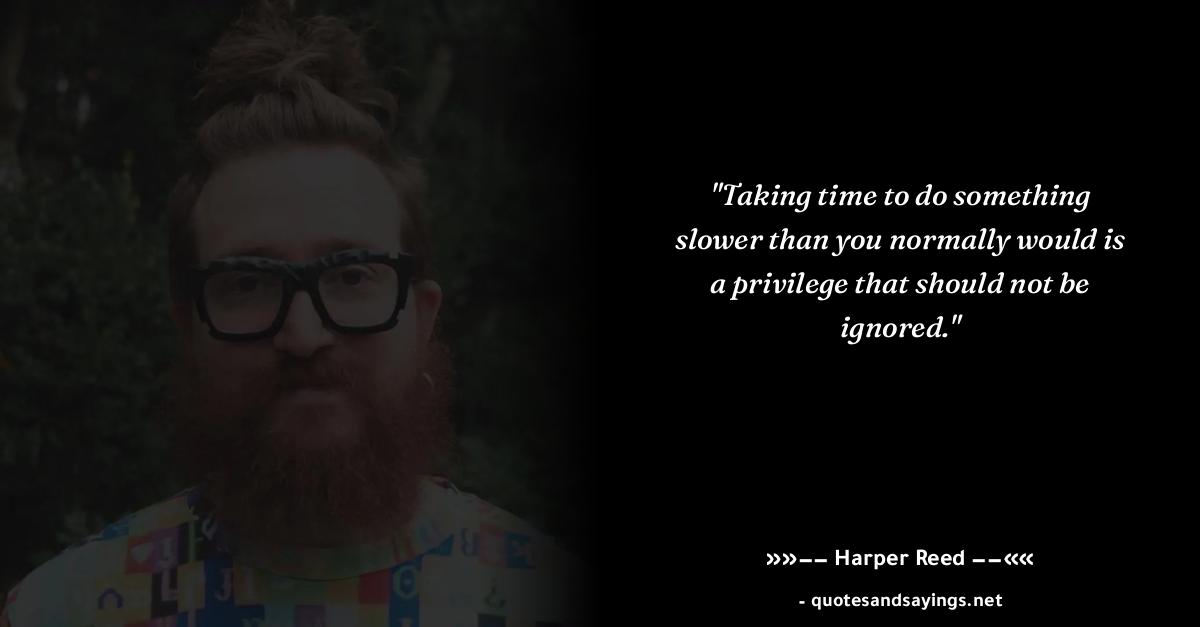 "Taking time to do something
slower than you normally would is
a privilege that should not be
ignored."
»»–– Harper Reed ––««
- quotesandsayings.net